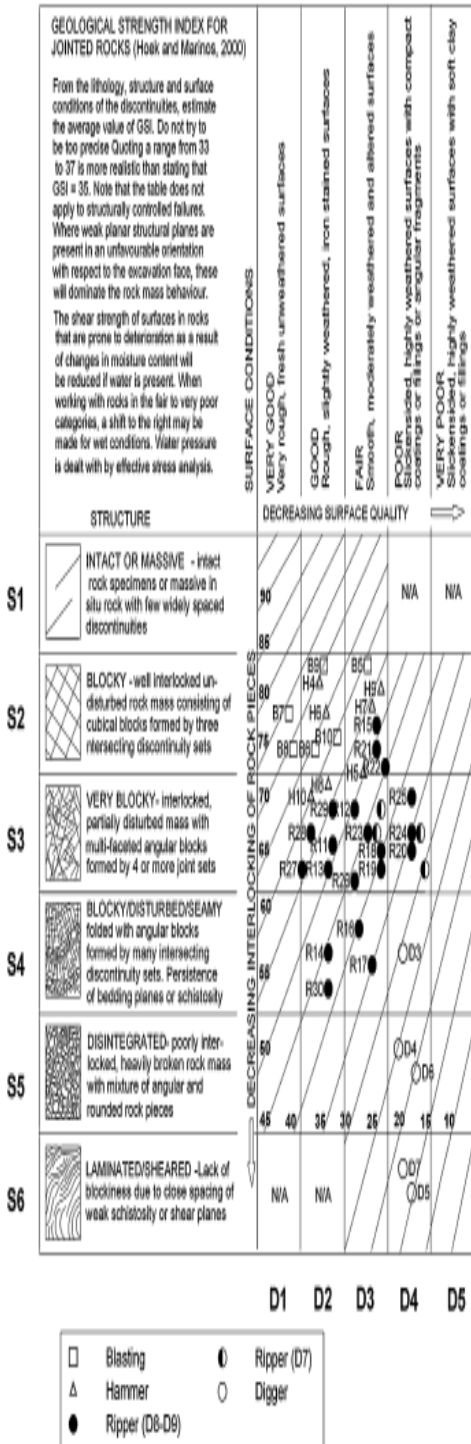 GEOLOGICAL STRENGTH INDEX FOR
JOINTED ROCKS (Hoek and Marinos, 2000)
From the lithology, structure and surface
conditions of the discontinuities, estimate
the average value of GSI. Do not try to
be too precise Quoting a range from 33
to 37 is more realistic than stating that
GSI = 35. Note that the table does not
apply to structurally controlled failures.
Where weak planar structural planes are
present in an unfavourable orientation
with respect to the excavation face, these
will dominate the rock mass behaviour.
The shear strength of surfaces in rocks
that are prone to deterioration as a result
of changes in moisture content will
be reduced if water is present. When
working with rocks in the fair to very poor
categories, a shift to the right may be
made for wet conditions. Water pressure
is dealt with by effective stress analysis.
STRUCTURE
SURFACE CONDITIONS
VERY GOOD
Very rough, fresh unweathered surfaces
GOOD
Rough, slightly weathered, iron stained surfaces
FAIR
Smooth, moderately weathered and altered surfaces
POOR
Slickensided, highly weathered surfaces with compact
coatings or fillings or angular fragments
VERY POOR
Slickensided, highly weathered surfaces with soft clay
coatings or fillings
DECREASING SURFACE QUALITY
DECREASING INTERLOCKING OF ROCK PIECES
S1
INTACT OR MASSIVE - intact
rock specimens or massive in
situ rock with few widely spaced
discontinuities
90
85
N/A
N/A
S2
BLOCKY - well interlocked un-
disturbed rock mass consisting of
cubical blocks formed by three
ntersecting discontinuity sets
80
75
B9
B5
H4
H9
B7
H6
H7
R15
B10
B8
B6
R21
R22
H5
S3
VERY BLOCKY- interlocked,
partially disturbed mass with
multi-faceted angular blocks
formed by 4 or more joint sets
70
65
H8
H10
R29
R12
R25
R28
R23
R24
R11
R18
R20
R27
R13
R19
R26
S4
BLOCKY/DISTURBED/SEAMY
folded with angular blocks
formed by many intersecting
discontinuity sets. Persistence
of bedding planes or schistosity
60
55
R16
R14
R17
D3
R30
S5
DISINTEGRATED- poorly inter-
locked, heavily broken rock mass
with mixture of angular and
rounded rock pieces
50
D4
D6
45 40 35 30 25 20 15 10
S6
LAMINATED/SHEARED -Lack of
blockiness due to close spacing of
weak schistosity or shear planes
N/A
N/A
D7
D5
D1 D2 D3 D4 D5
Blasting
Ripper (D7)
Hammer
Digger
Ripper (D8-D9)